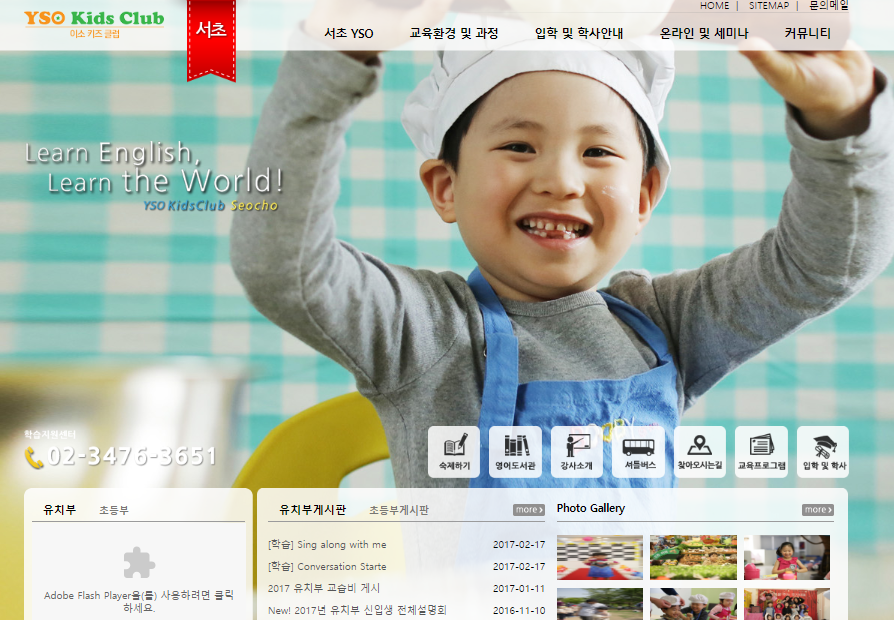 HOME | SITEMAP | 문의메일
YSO Kids Club
이소 키즈 클럽
서초
서초 YSO 교육환경 및 과정 입학 및 학사안내 온라인 및 세미나 커뮤니티
Learn English,
Learn the World!
YSO KidsClub Seocho
학습지원센터
02-3476-3651
숙제하기 영어도서관 강사소개 셔틀버스 찾아오시는길 교육프로그램 입학 및 학사
유치부 초등부
Adobe Flash Player을(를) 사용하려면 클릭
하세요.
유치부게시판 초등부게시판 more
[학습] Sing along with me 2017-02-17
[학습] Conversation Starte 2017-02-17
2017 유치부 교습비 게시 2017-01-11
New! 2017년 유치부 신입생 전체설명회 2016-11-10
Photo Gallery more